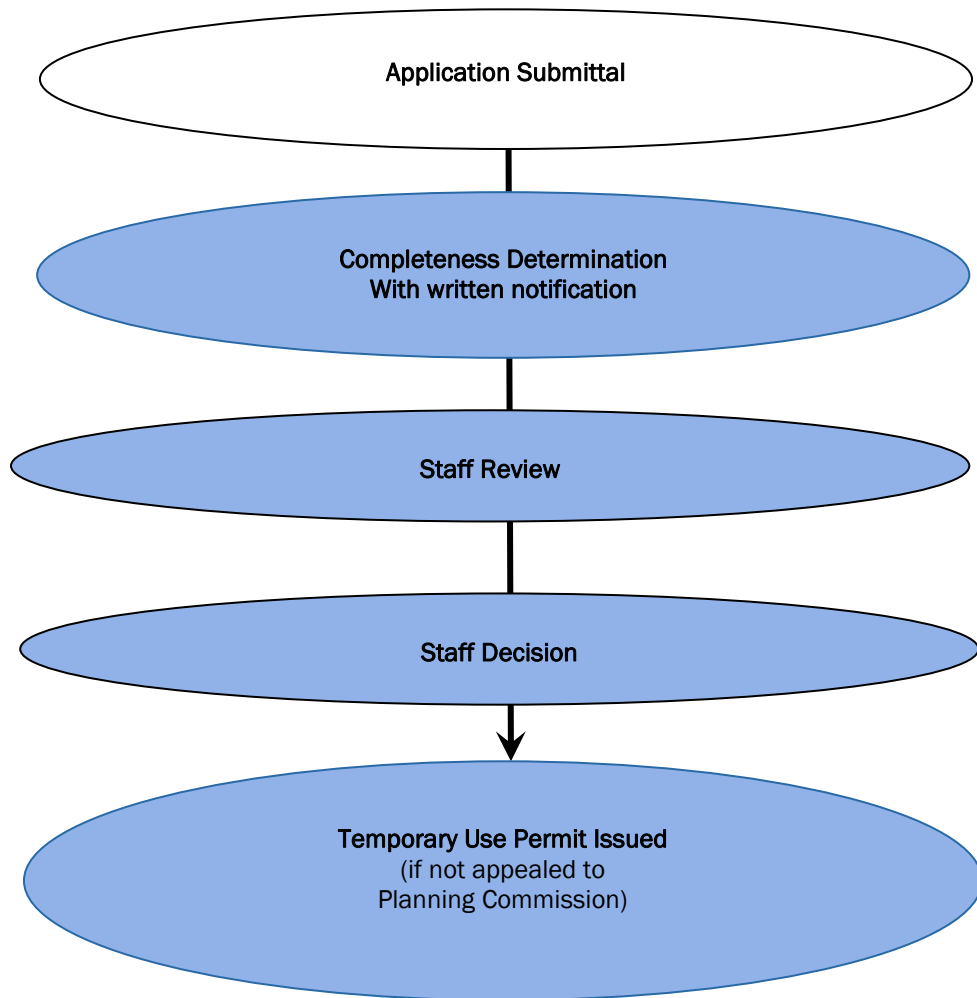 Application Submittal
Completeness Determination
With written notification
Staff Review
Staff Decision
Temporary Use Permit Issued
(if not appealed to
Planning Commission)